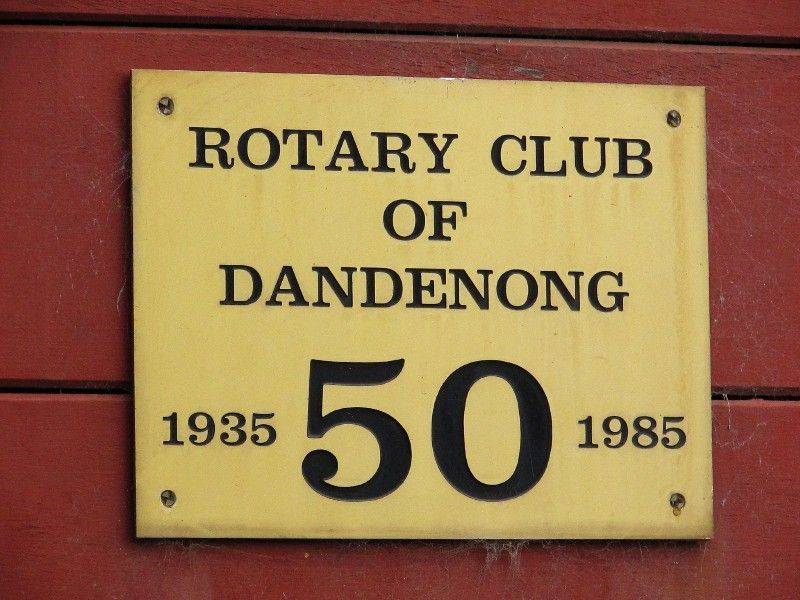 ROTARY CLUB
OF
DANDENONG
1935 50 1985